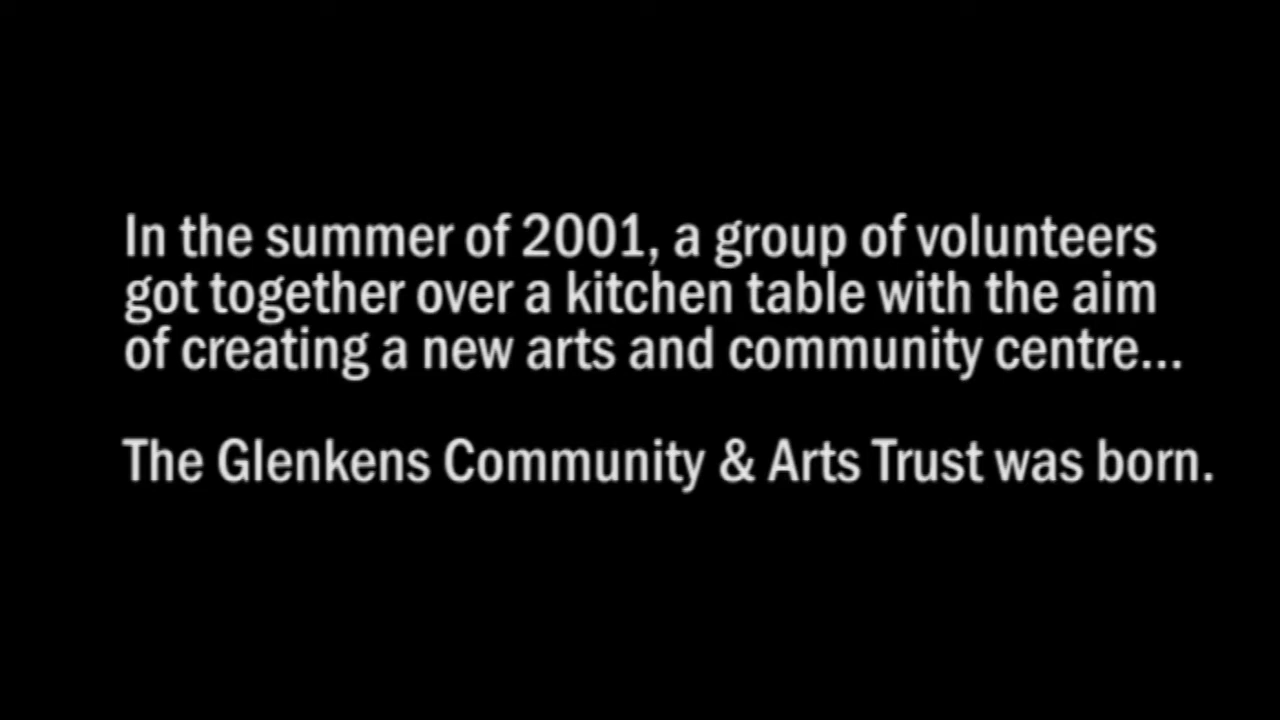 In the summer of 2001, a group of volunteers
got together over a kitchen table with the aim
of creating a new arts and community centre...
The Glenkens Community & Arts Trust was born.